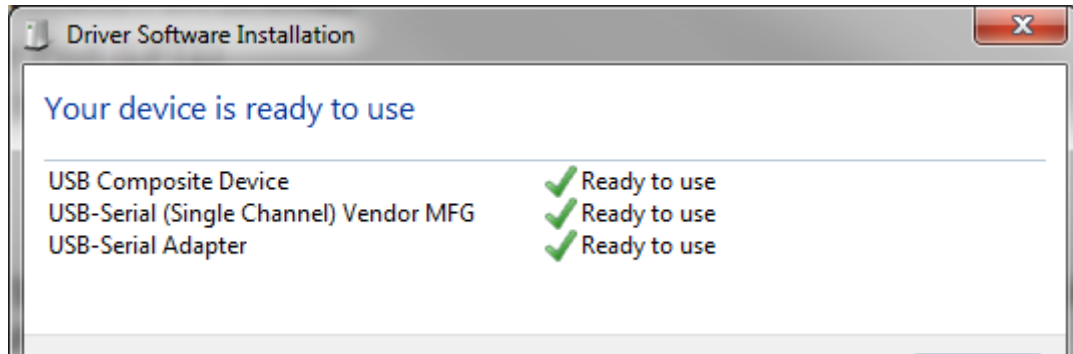 Driver Software Installation
Your device is ready to use
USB Composite Device Ready to use
USB-Serial (Single Channel) Vendor MFG Ready to use
USB-Serial Adapter Ready to use